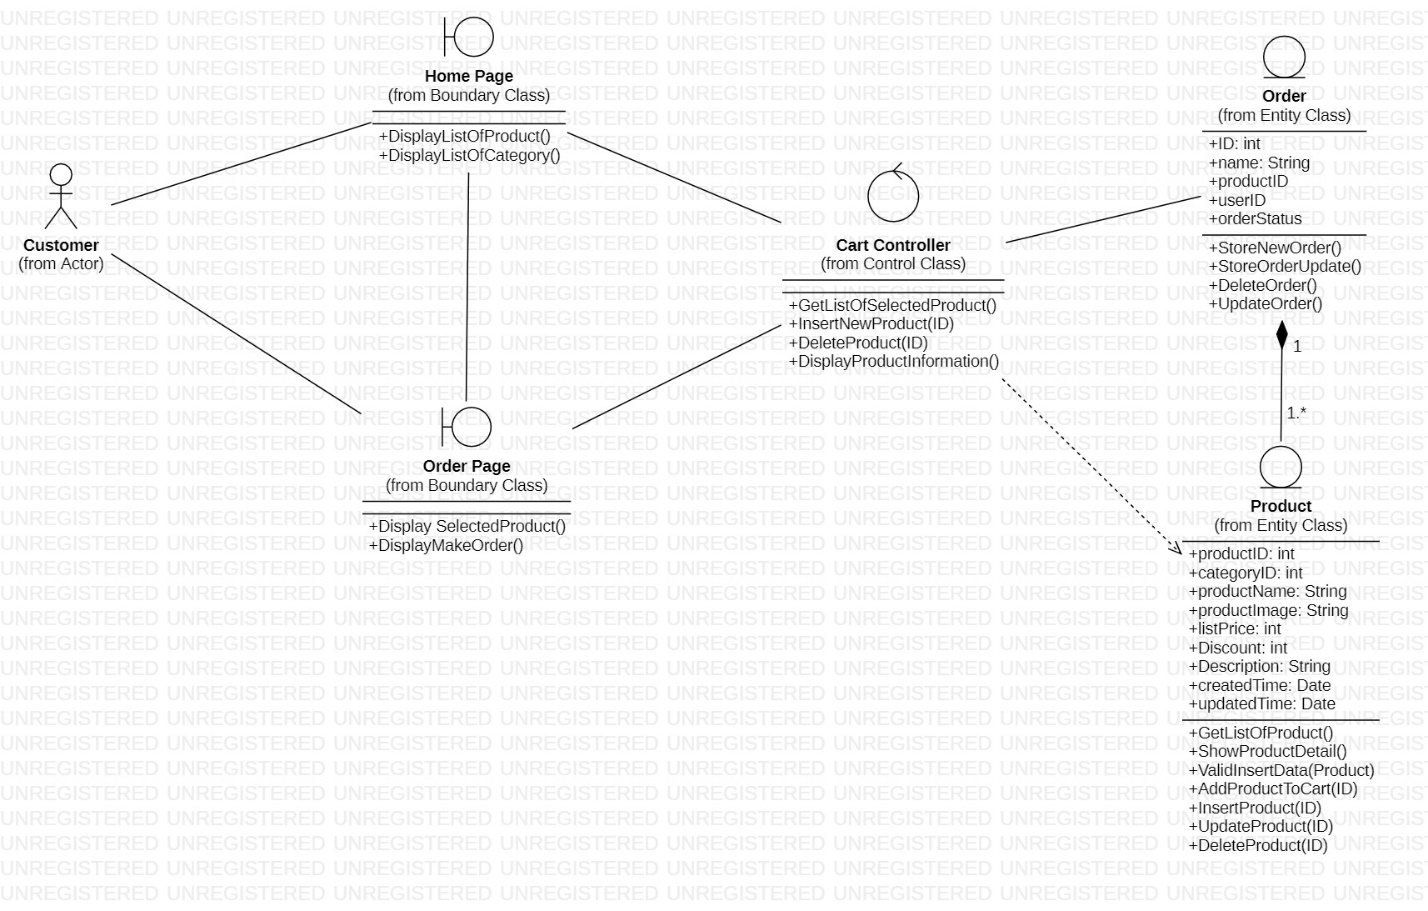 Home Page
(from Boundary Class)
+DisplayListOfProduct()
+DisplayListOfCategory()
Customer
(from Actor)
Order Page
(from Boundary Class)
+Display SelectedProduct()
+DisplayMakeOrder()
Cart Controller
(from Control Class)
+GetListOfSelectedProduct()
+InsertNewProduct(ID)
+DeleteProduct(ID)
+DisplayProductInformation()
Order
(from Entity Class)
+ID: int
+name: String
+productID
+userID
+orderStatus
+StoreNewOrder()
+StoreOrderUpdate()
+DeleteOrder()
+UpdateOrder()
1
1.*
Product
(from Entity Class)
+productID: int
+categoryID: int
+productName: String
+productImage: String
+listPrice: int
+Discount: int
+Description: String
+createdTime: Date
+updatedTime: Date
+GetListOfProduct()
+ShowProductDetail()
+ValidInsertData(Product)
+AddProductToCart(ID)
+InsertProduct(ID)
+UpdateProduct(ID)
+DeleteProduct(ID)
UNREGISTERED